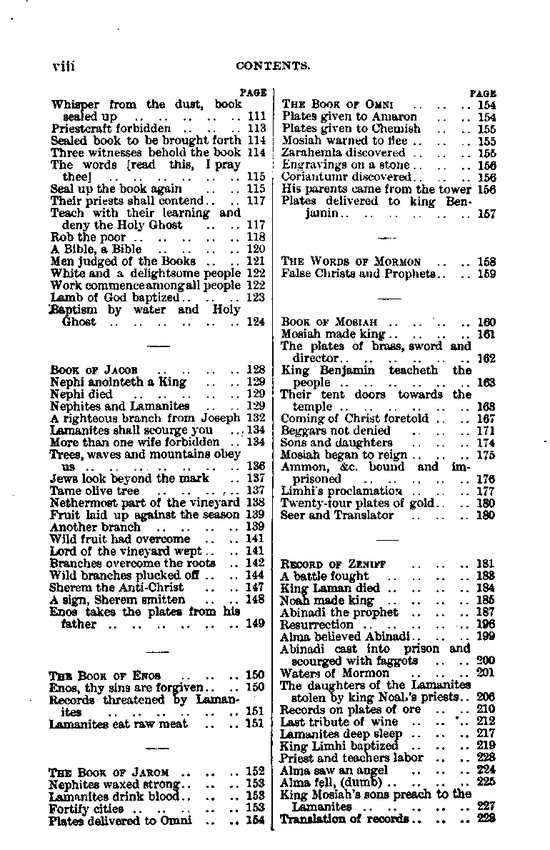 viii
CONTENTS.
PAGE
Whisper from the dust, book
sealed up .. .. .. .. .. 111
Priestcraft forbidden .. .. .. 113
Sealed book to be brought forth 114
Three witnesses behold the book 114
The words [read this, I pray
thee] .. .. .. .. .. .. 115
Seal up the book again .. .. 115
Their priests shall contend.. .. 117
Teach with their learning and
deny the Holy Ghost .. .. 117
Rob the poor .. .. .. .. .. 118
A Bible, a Bible .. .. .. .. 120
Men judged of the Books .. .. 121
White and a delightsome people 122
Work commence among all people 122
Lamb of God baptized.. .. .. 123
Baptism by water and Holy
Ghost .. .. .. .. .. .. 124
BOOK OF JACOB .. .. .. .. 128
Nephi anointeth a King .. .. 129
Nephi died .. .. .. .. .. 129
Nephites and Lamanites .. .. 129
A righteous branch from Joseph 132
Lamanites shall scourge you .. 134
More than one wife forbidden .. 134
Trees, waves and mountains obey
us .. .. .. .. .. .. .. 136
Jews look beyond the mark .. 137
Tame olive tree .. .. .. .. 137
Nethermost part of the vineyard 138
Fruit laid up against the season 139
Another branch .. .. .. .. 139
Wild fruit had overcome .. .. 141
Lord of the vineyard wept .. .. 141
Branches overcome the roots .. 142
Wild branches plucked off .. .. 144
Sherem the Anti-Christ .. .. 147
A sign, Sherem smitten .. .. 148
Enos takes the plates from his
father .. .. .. .. .. .. 149
THE BOOK OF ENOS .. .. .. 150
Enos, thy sins are forgiven.. .. 150
Records threatened by Laman-
ites .. .. .. .. .. .. 151
Lamanites eat raw meat .. .. 151
THE BOOK OF JAROM .. .. .. 152
Nephites waxed strong.. .. .. 153
Lamanites drink blood.. .. .. 153
Fortify cities .. .. .. .. .. 153
Plates delivered to Omni .. .. 154
PAGE
THE BOOK OF OMNI .. .. .. 154
Plates given to Amaron .. .. 154
Plates given to Chemish .. .. 155
Mosiah warned to flee .. .. .. 155
Zarahemla discovered .. .. .. 155
Engravings on a stone .. .. .. 156
Coriantumr discovered.. .. .. 156
His parents came from the tower 156
Plates delivered to king Ben-
jamin.. .. .. .. .. .. 157
THE WORDS OF MORMON .. .. 158
False Christs and Prophets.. .. 159
BOOK OF MOSIAH .. .. .. .. 160
Mosiah made king .. .. .. .. 161
The plates of brass, sword and
director.. .. .. .. .. .. 162
King Benjamin teacheth the
people .. .. .. .. .. .. 163
Their tent doors towards the
temple .. .. .. .. .. .. 163
Coming of Christ foretold .. .. 167
Beggars not denied .. .. .. 171
Sons and daughters .. .. .. 174
Mosiah began to reign .. .. .. 175
Ammon, &c. bound and im-
prisoned .. .. .. .. .. 176
Limhi's proclamation .. .. .. 177
Twenty-four plates of gold.. .. 180
Seer and Translator .. .. .. 180
RECORD OF ZENIFF .. .. .. 181
A battle fought .. .. .. .. 183
King Laman died .. .. .. .. 184
Noah made king .. .. .. .. 185
Abinadi the prophet .. .. .. 187
Resurrection .. .. .. .. .. 196
Alma believed Abinadi.. .. .. 199
Abinadi cast into prison and
scourged with faggots .. .. 200
Waters of Mormon .. .. .. 201
The daughters of the Lamanites
stolen by king Noah's priests.. 206
Records on plates of ore .. .. 210
Last tribute of wine .. .. .. 212
Lamanites deep sleep .. .. .. 217
King Limhi baptized .. .. .. 219
Priest and teachers labor .. .. 223
Alma saw an angel .. .. .. 224
Alma fell, (dumb) .. .. .. .. 225
King Mosiah's sons preach to the
Lamanites .. .. .. .. .. 227
Translation of records.. .. .. 228